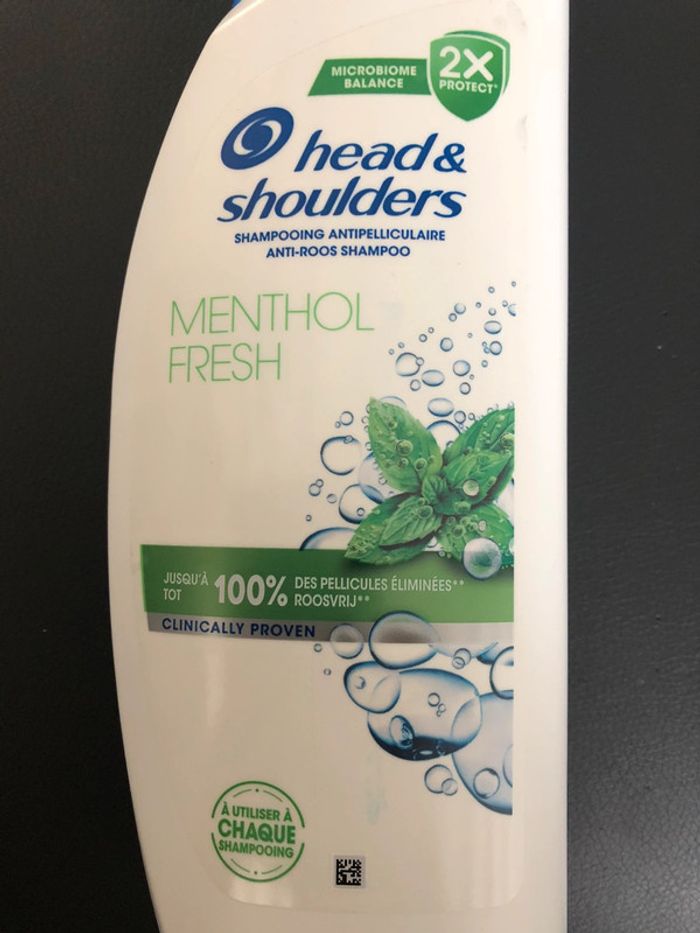 MICROBIOME
BALANCE
2X
PROTECT*
head &
shoulders
SHAMPOOING ANTIPELLICULAIRE
ANTI-ROOS SHAMPOO
MENTHOL
FRESH
JUSQU'À 100% DES PELLICULES ÉLIMINÉES**
TOT ROOSVRIJ**
CLINICALLY PROVEN
À UTILISER À
CHAQUE
SHAMPOOING